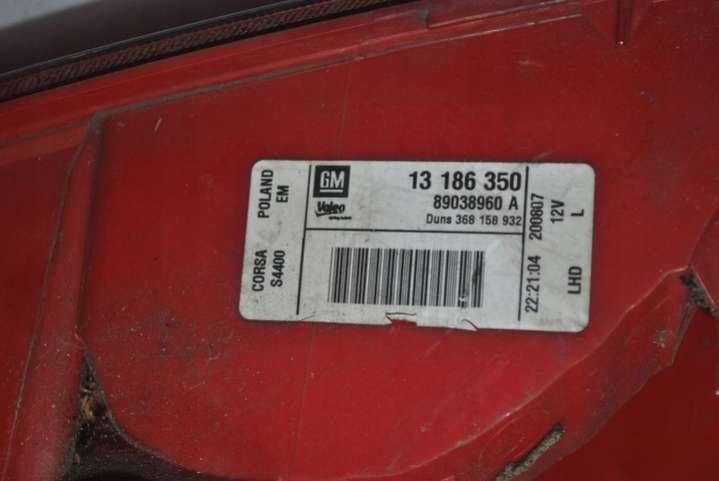 CORSA POLAND
S4400 EM
GM
Valeo
13 186 350
89038960 A
Duns 368 158 932
22:21:04 200807
12V
LHD L